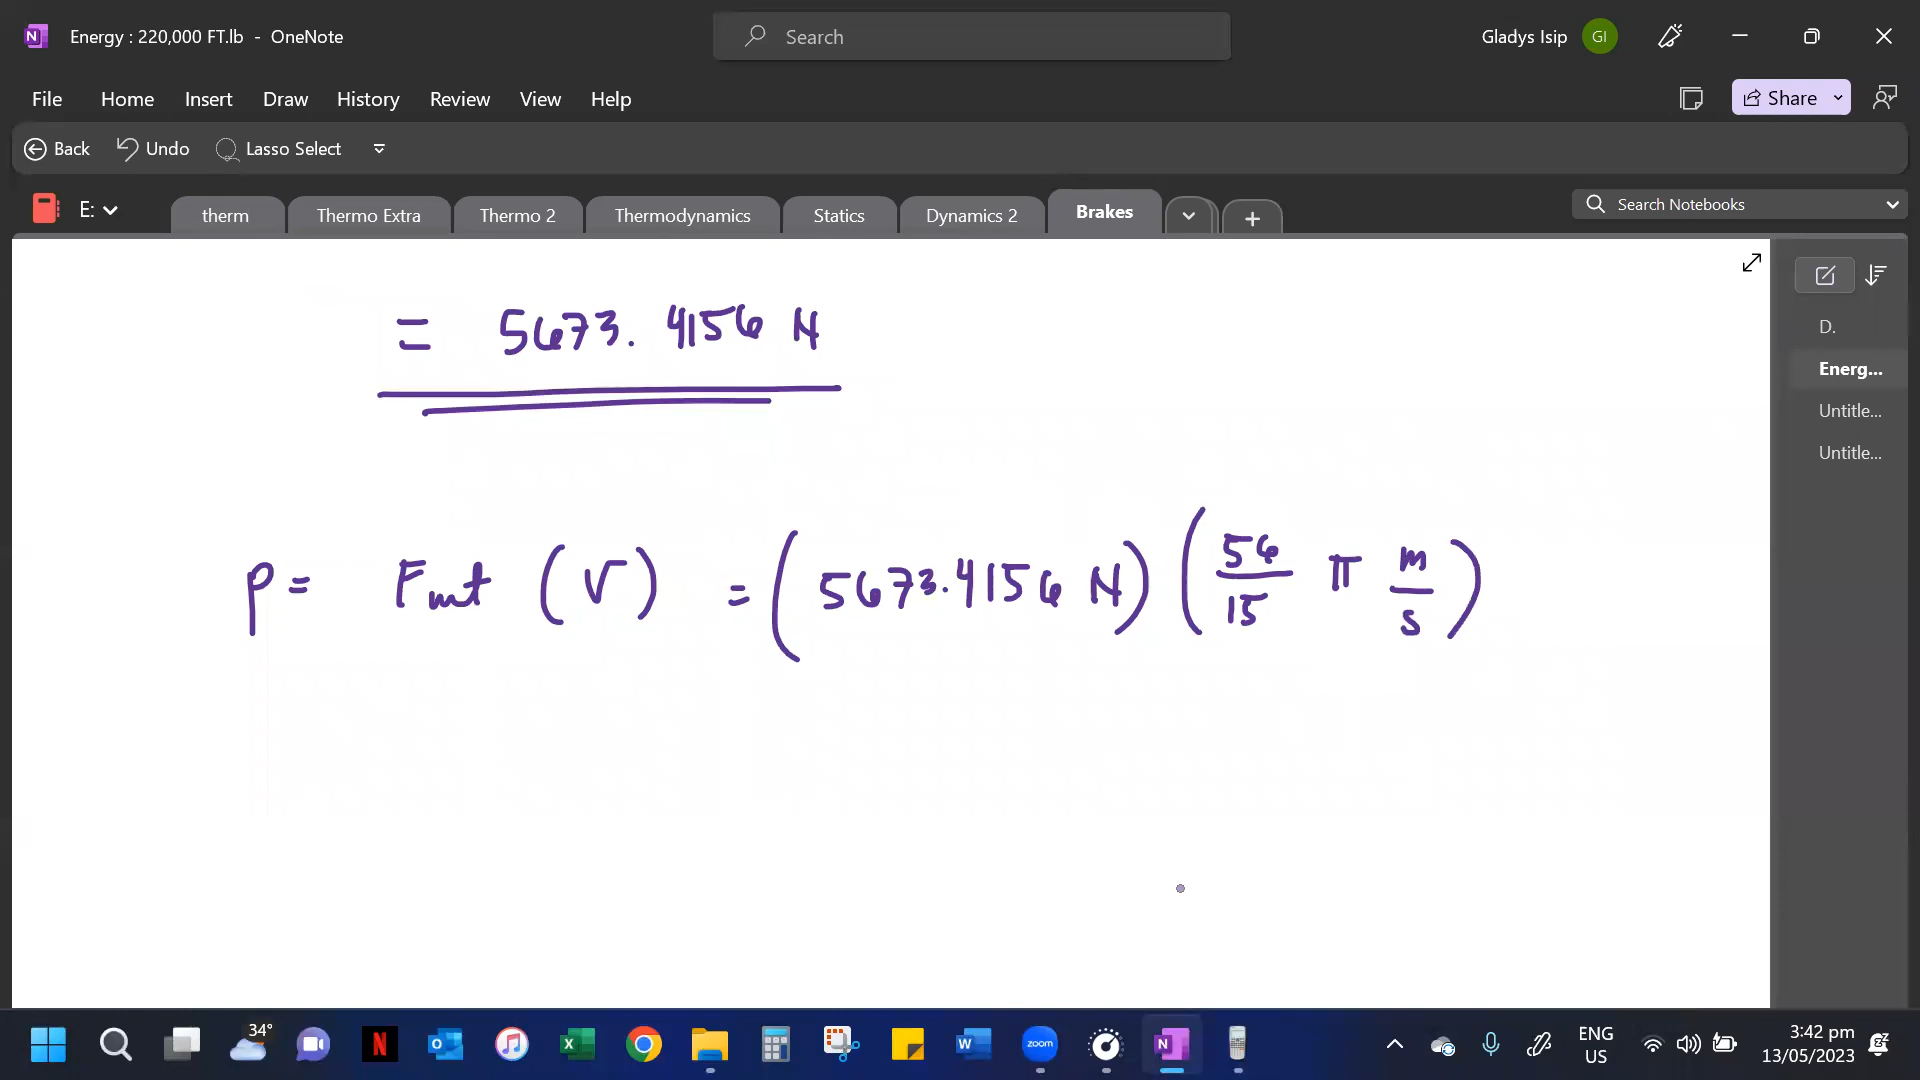 Energy : 220,000 FT.lb - OneNote
Search
Gladys Isip
GI
File Home Insert Draw History Review View Help
Share
Back Undo Lasso Select
E:
therm Thermo Extra Thermo 2 Thermodynamics Statics Dynamics 2 Brakes
Search Notebooks
= 5673.4156 N
D.
Energ...
Untitle...
Untitle...
P = Fnet (V) = (5673.4156 N) (56/15 π m/s)
34°
zoom
ENG
US
3:42 pm
13/05/2023